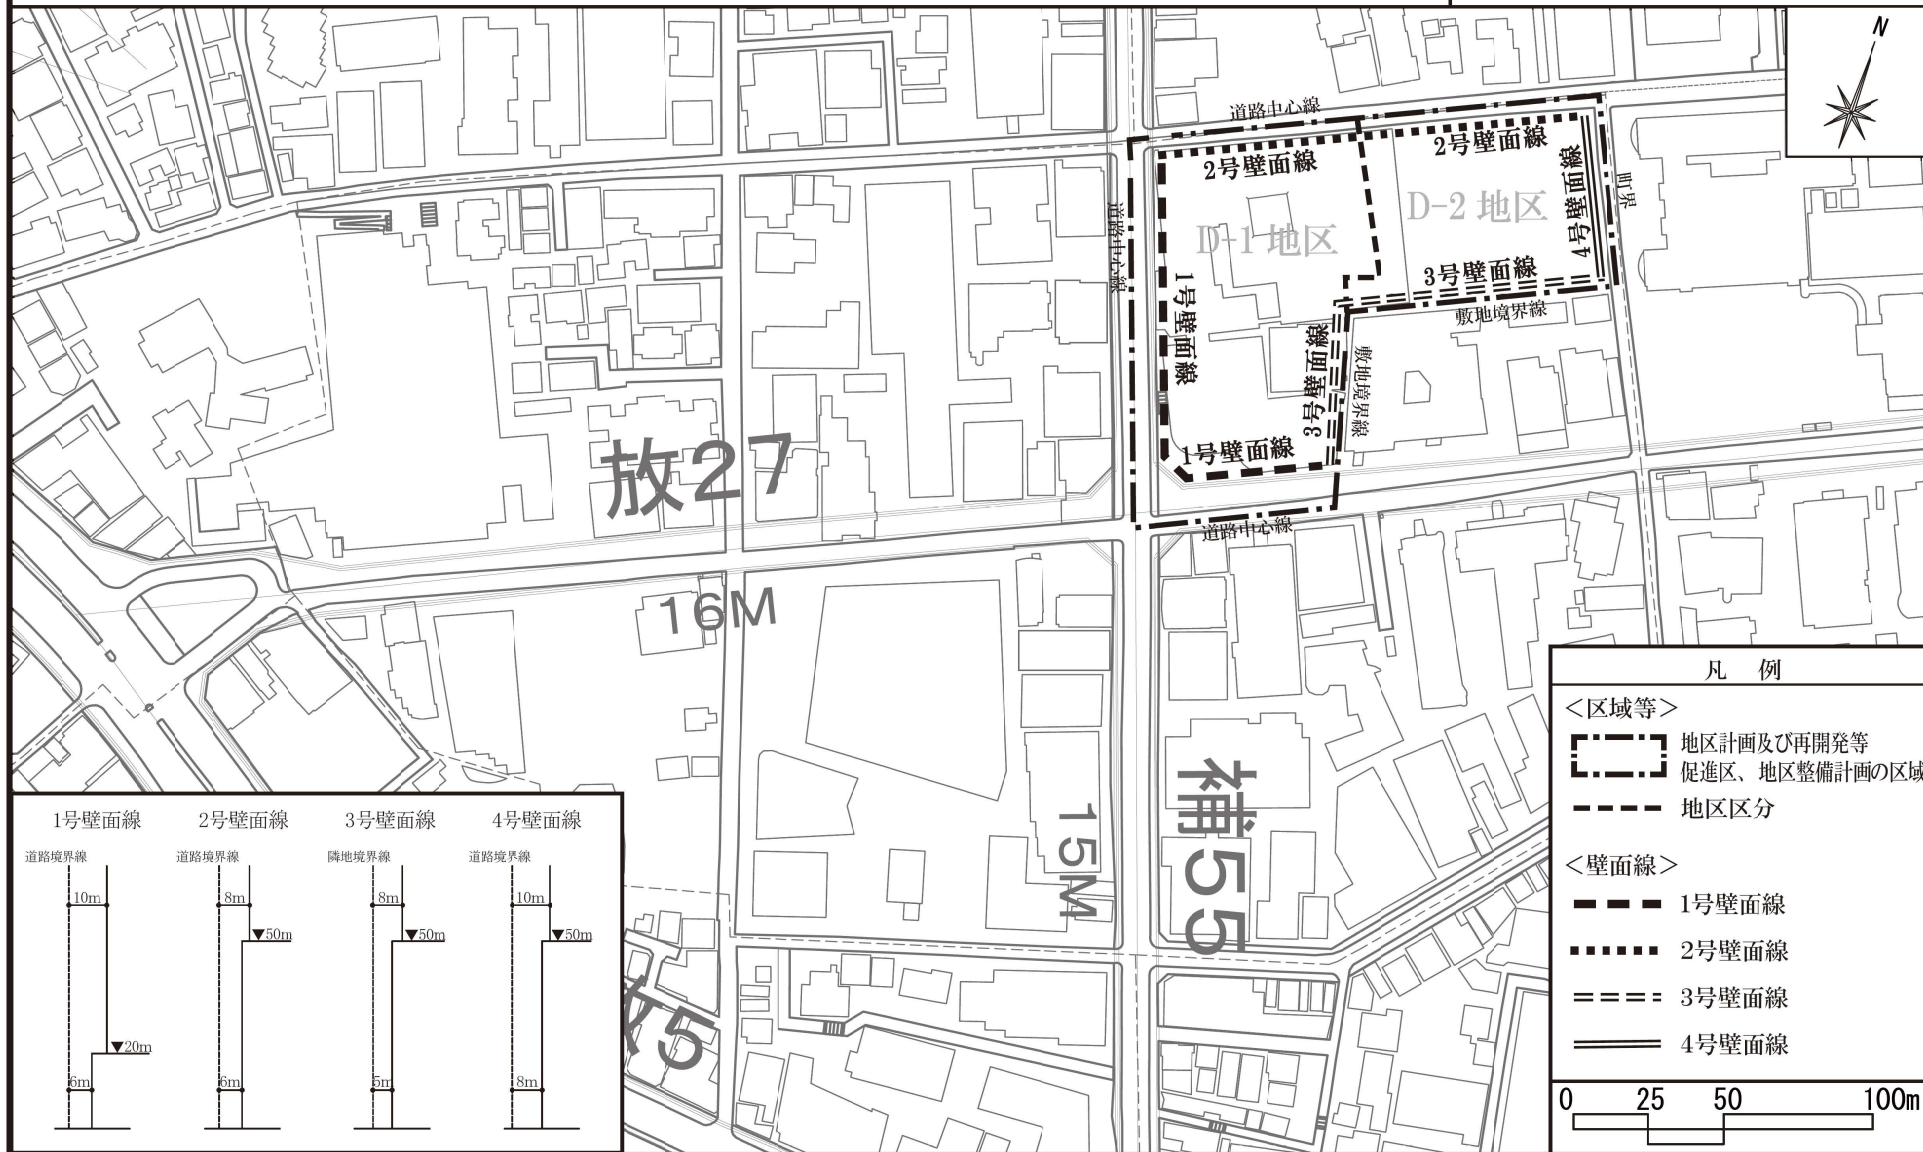 N
道路中心線
2号壁面線
2号壁面線
4号壁面線
町界
道路中心線
D-1 地区
D-2 地区
1号壁面線
3号壁面線
敷地境界線
3号壁面線
敷地境界線
1号壁面線
道路中心線
放27
16M
補55
15M
放5
凡 例
<区域等>
地区計画及び再開発等
促進区、地区整備計画の区域
地区区分
<壁面線>
1号壁面線
2号壁面線
3号壁面線
4号壁面線
0 25 50 100m
1号壁面線 2号壁面線 3号壁面線 4号壁面線
道路境界線 道路境界線 隣地境界線 道路境界線
10m 8m 8m 10m
▼50m ▼50m ▼50m
▼20m
6m 6m 5m 8m